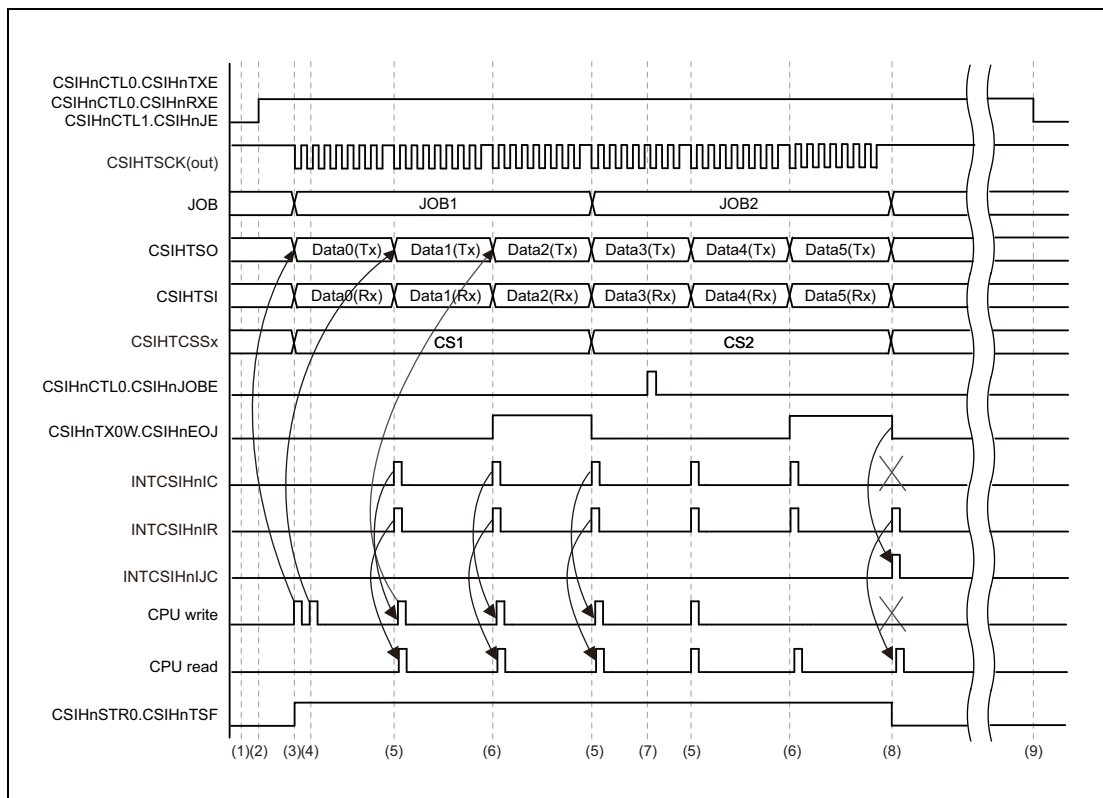 CSIHnCTL0.CSIHnTXE
CSIHnCTL0.CSIHnRXE
CSIHnCTL1.CSIHnJE
CSIHTSCK(out)
JOB JOB1 JOB2
CSIHTSO Data0(Tx) Data1(Tx) Data2(Tx) Data3(Tx) Data4(Tx) Data5(Tx)
CSIHTSI Data0(Rx) Data1(Rx) Data2(Rx) Data3(Rx) Data4(Rx) Data5(Rx)
CSIHTCSSx CS1 CS2
CSIHnCTL0.CSIHnJOBE
CSIHnTX0W.CSIHnEOJ
INTCSIHnIC
INTCSIHnIR
INTCSIHnIJC
CPU write
CPU read
CSIHnSTR0.CSIHnTSF
(1)(2) (3)(4) (5) (6) (5) (7) (5) (6) (8) (9)